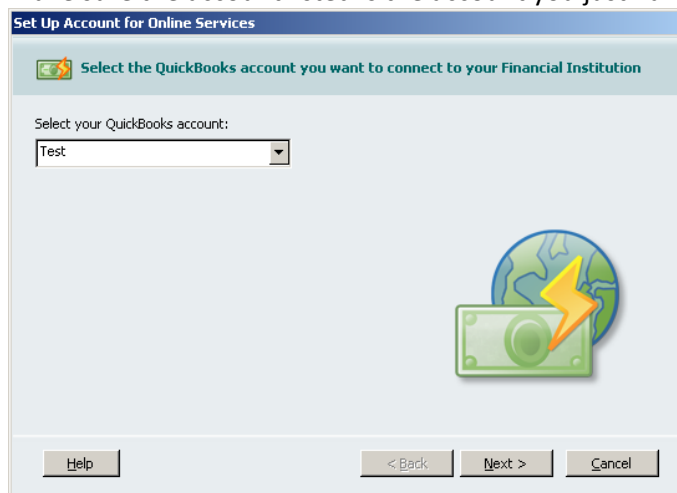 Set Up Account for Online Services
Select the QuickBooks account you want to connect to your Financial Institution
Select your QuickBooks account:
Test
Help < Back Next > Cancel